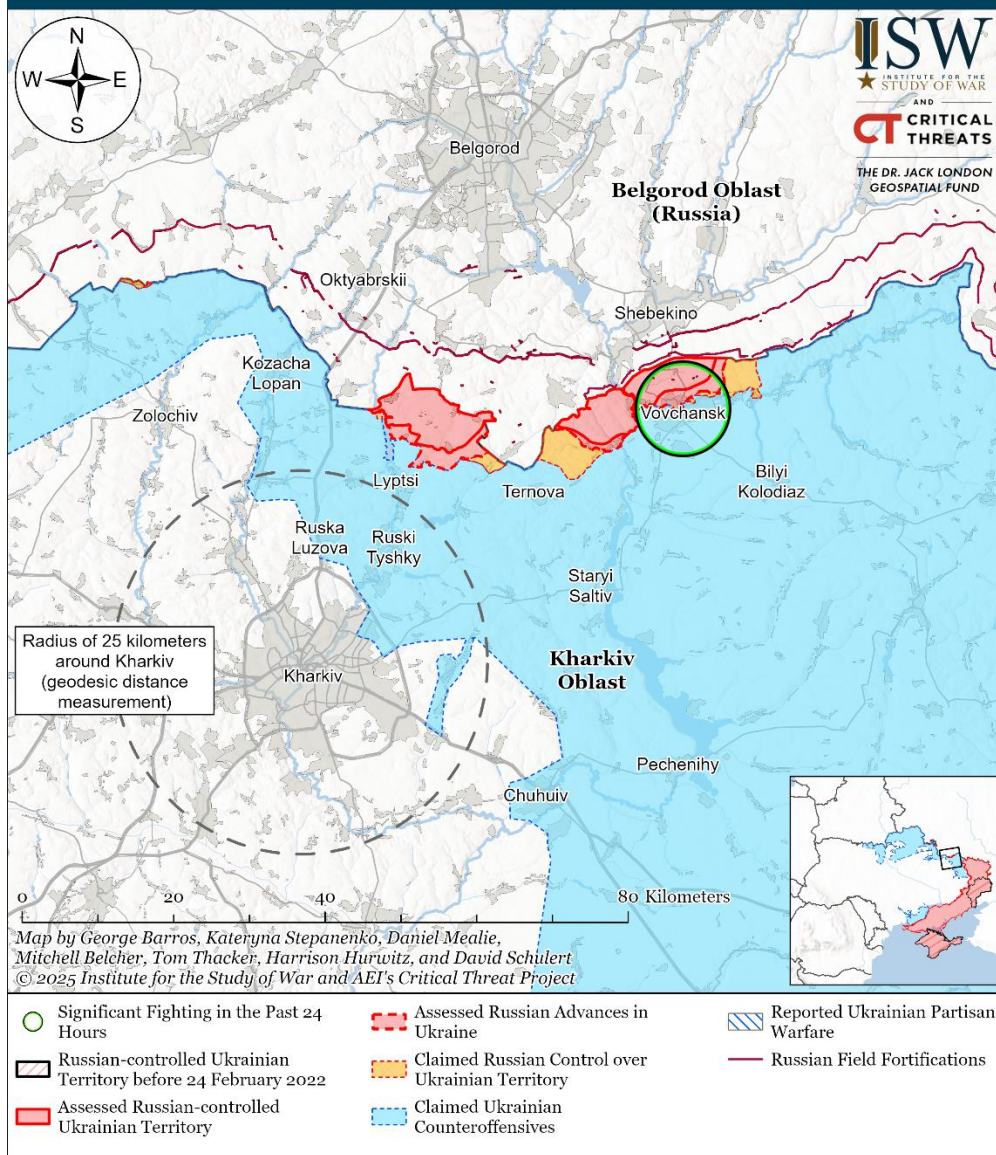 N
W E
S
ISW
INSTITUTE FOR THE
STUDY OF WAR
AND
CT CRITICAL
THREATS
THE DR. JACK LONDON
GEOSPATIAL FUND
Belgorod
Belgorod Oblast
(Russia)
Oktyabrskii
Shebekino
Kozacha
Lopan
Zolochiv
Vovchansk
Lyptsi
Ternova
Bilyi
Kolodiaz
Ruska
Luzova
Ruski
Tyshky
Staryi
Saltiv
Radius of 25 kilometers
around Kharkiv
(geodesic distance
measurement)
Kharkiv
Kharkiv
Oblast
Pechenihy
Chuhuiv
0 20 40 80 Kilometers
Map by George Barros, Kateryna Stepanenko, Daniel Mealie,
Mitchell Belcher, Tom Thacker, Harrison Hurwitz, and David Schulert
© 2025 Institute for the Study of War and AEI's Critical Threat Project
Significant Fighting in the Past 24
Hours
Russian-controlled Ukrainian
Territory before 24 February 2022
Assessed Russian-controlled
Ukrainian Territory
Assessed Russian Advances in
Ukraine
Claimed Russian Control over
Ukrainian Territory
Claimed Ukrainian
Counteroffensives
Reported Ukrainian Partisan
Warfare
Russian Field Fortifications